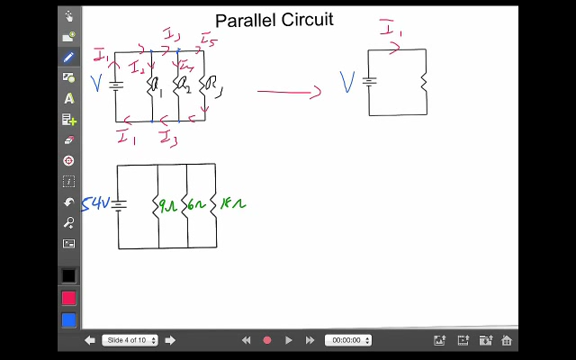 Parallel Circuit
I₁
I₃
I₅
I₁
I₂
I₄
V
R₁
R₂
R₃
I₁
I₃
I₁
V
54V
9Ω
6Ω
18Ω
Slide 4 of 10
00:00:00